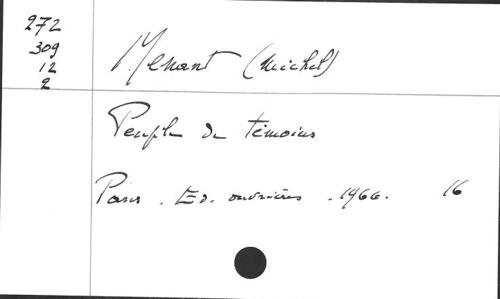 272
309
12
2
Menant (Michel)
Peuple de témoins
Paris . Ed. ouvrières . 1966. 16